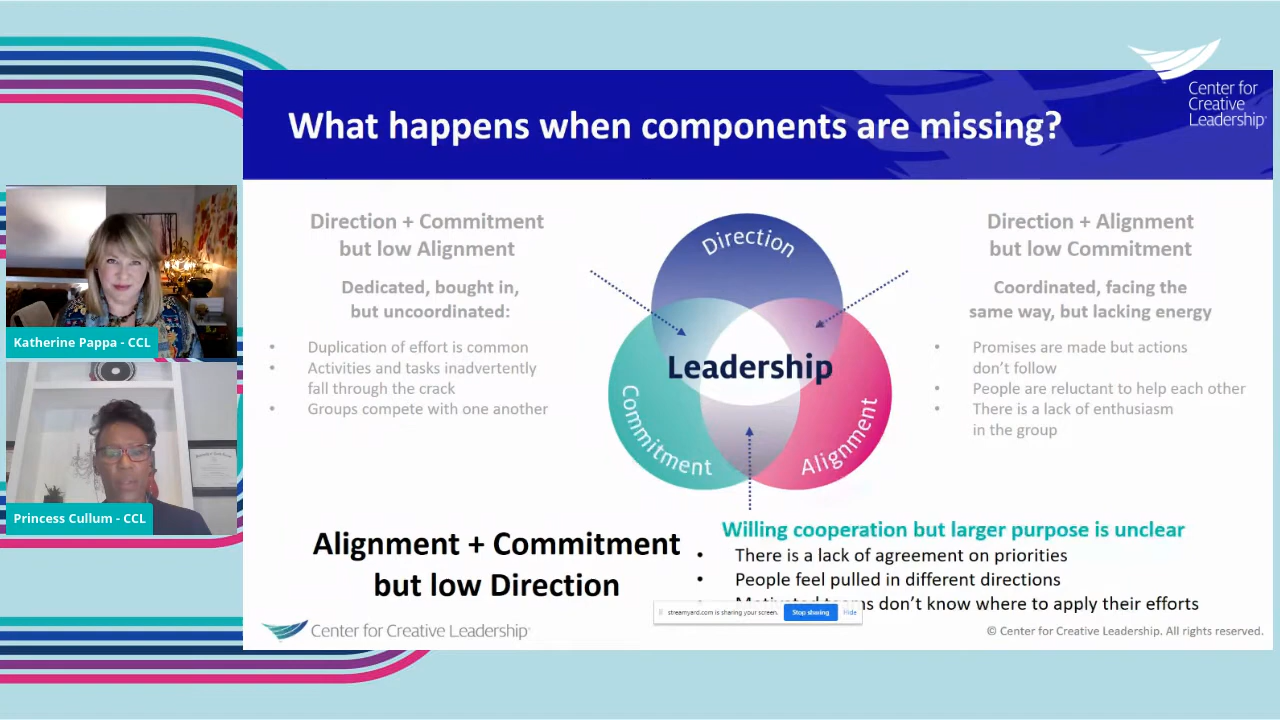 Center for
Creative
Leadership®
What happens when components are missing?
Direction + Commitment
but low Alignment
Dedicated, bought in,
but uncoordinated:
• Duplication of effort is common
• Activities and tasks inadvertently
fall through the crack
• Groups compete with one another
Direction
Leadership
Commitment
Alignment
Direction + Alignment
but low Commitment
Coordinated, facing the
same way, but lacking energy
• Promises are made but actions
don't follow
• People are reluctant to help each other
• There is a lack of enthusiasm
in the group
Katherine Pappa - CCL
Princess Cullum - CCL
Alignment + Commitment
but low Direction
Willing cooperation but larger purpose is unclear
• There is a lack of agreement on priorities
• People feel pulled in different directions
don't know where to apply their efforts
streamyard.com is sharing your screen.
Stop sharing
Hide
Center for Creative Leadership®
© Center for Creative Leadership. All rights reserved.